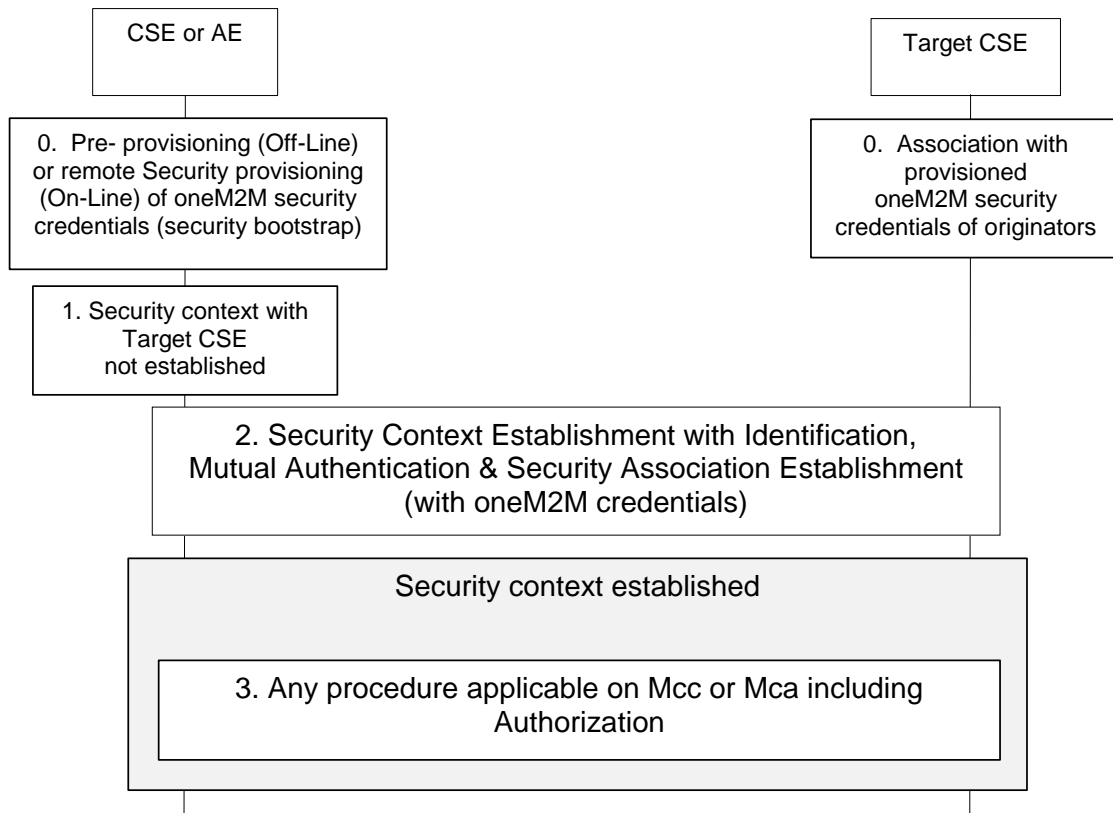 CSE or AE
Target CSE
0.  Pre- provisioning (Off-Line)
or remote Security provisioning
(On-Line) of oneM2M security
credentials (security bootstrap)
0.  Association with
provisioned
oneM2M security
credentials of originators
1. Security context with
Target CSE
not established
2. Security Context Establishment with Identification,
Mutual Authentication & Security Association Establishment
(with oneM2M credentials)
Security context established
3. Any procedure applicable on Mcc or Mca including
Authorization